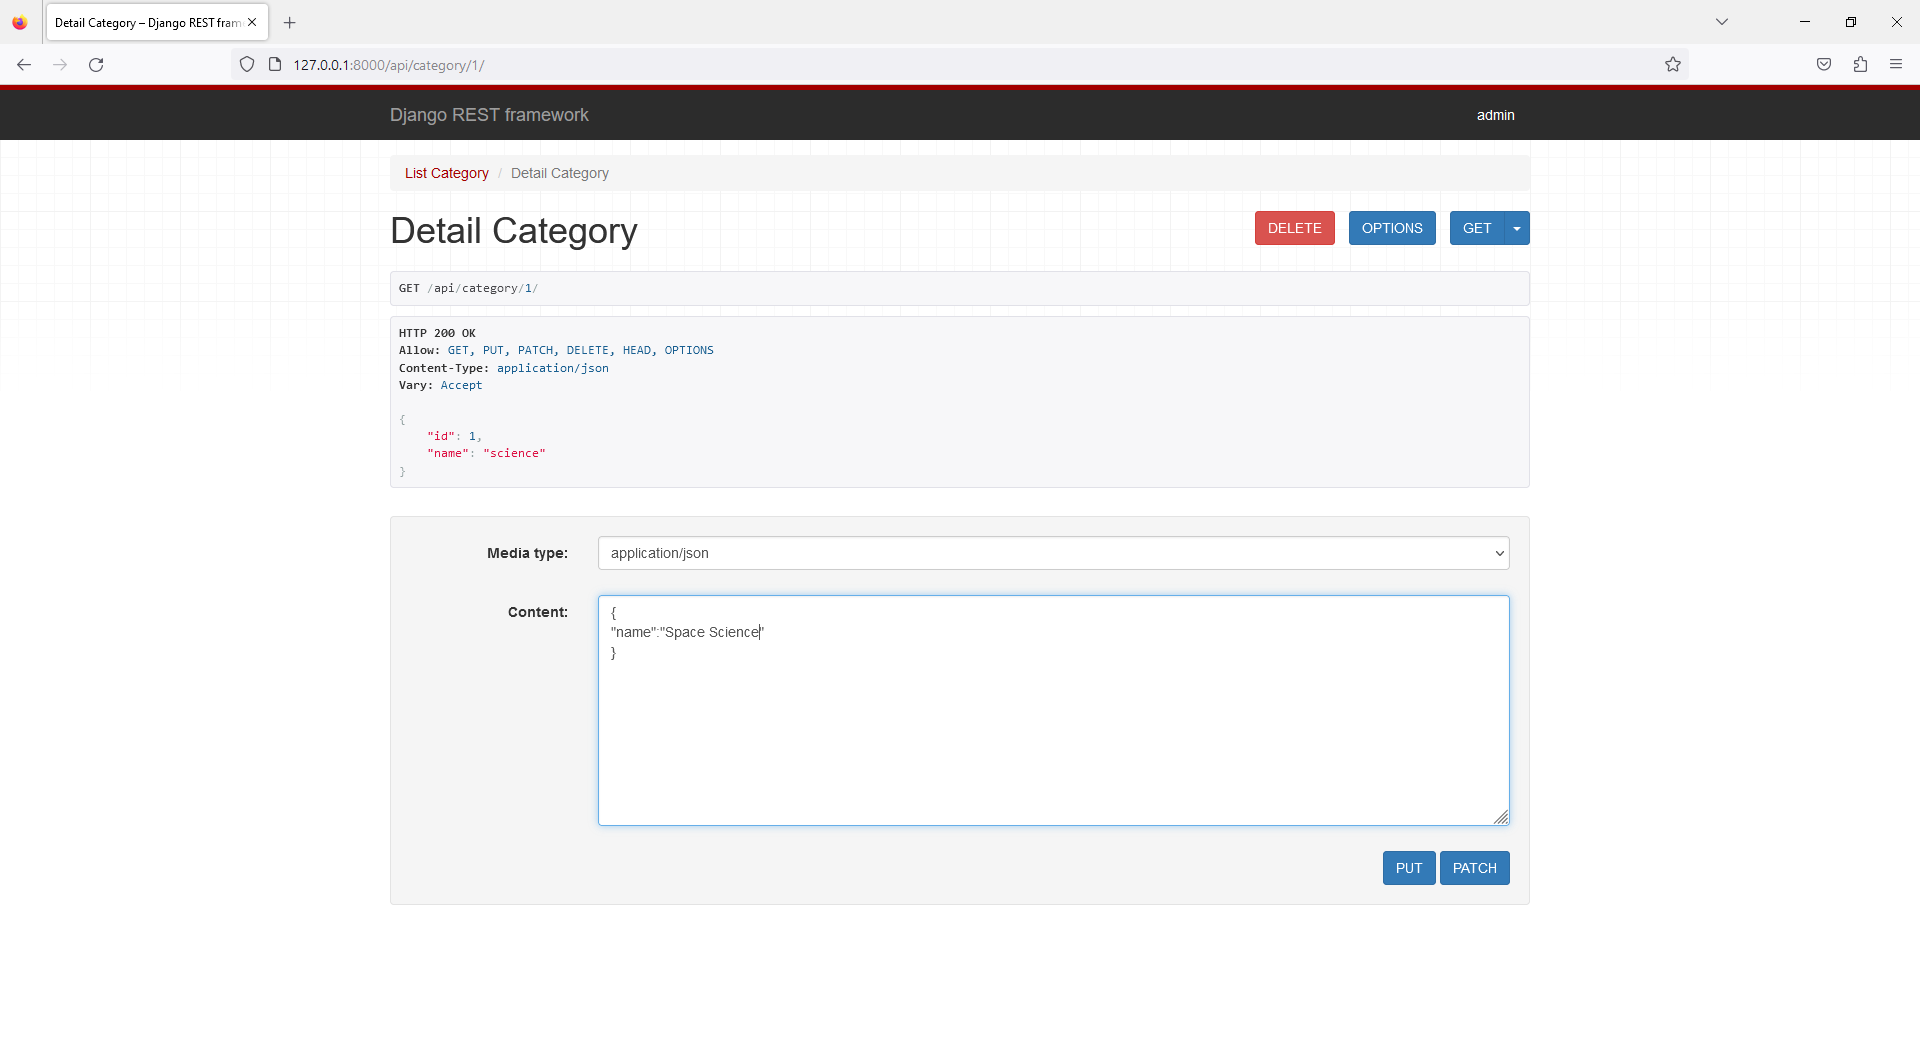 Detail Category – Django REST fram
127.0.0.1:8000/api/category/1/
Django REST framework
admin
List Category / Detail Category
Detail Category
DELETE
OPTIONS
GET
GET /api/category/1/
HTTP 200 OK
Allow: GET, PUT, PATCH, DELETE, HEAD, OPTIONS
Content-Type: application/json
Vary: Accept
{
"id": 1,
"name": "science"
}
Media type:
application/json
Content:
{
"name":"Space Science"
}
PUT
PATCH